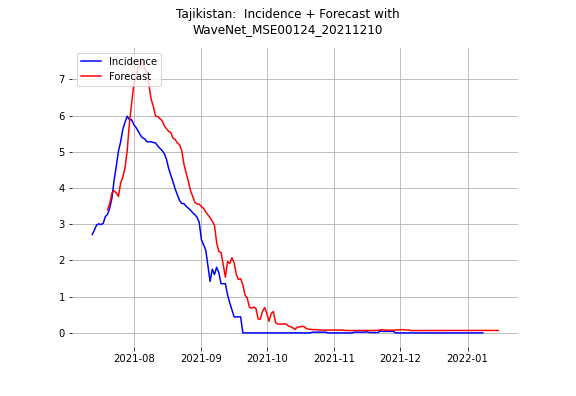 Tajikistan:  Incidence + Forecast with
WaveNet_MSE00124_20211210
Incidence
Forecast
7
6
5
4
3
2
1
0
2021-08 2021-09 2021-10 2021-11 2021-12 2022-01